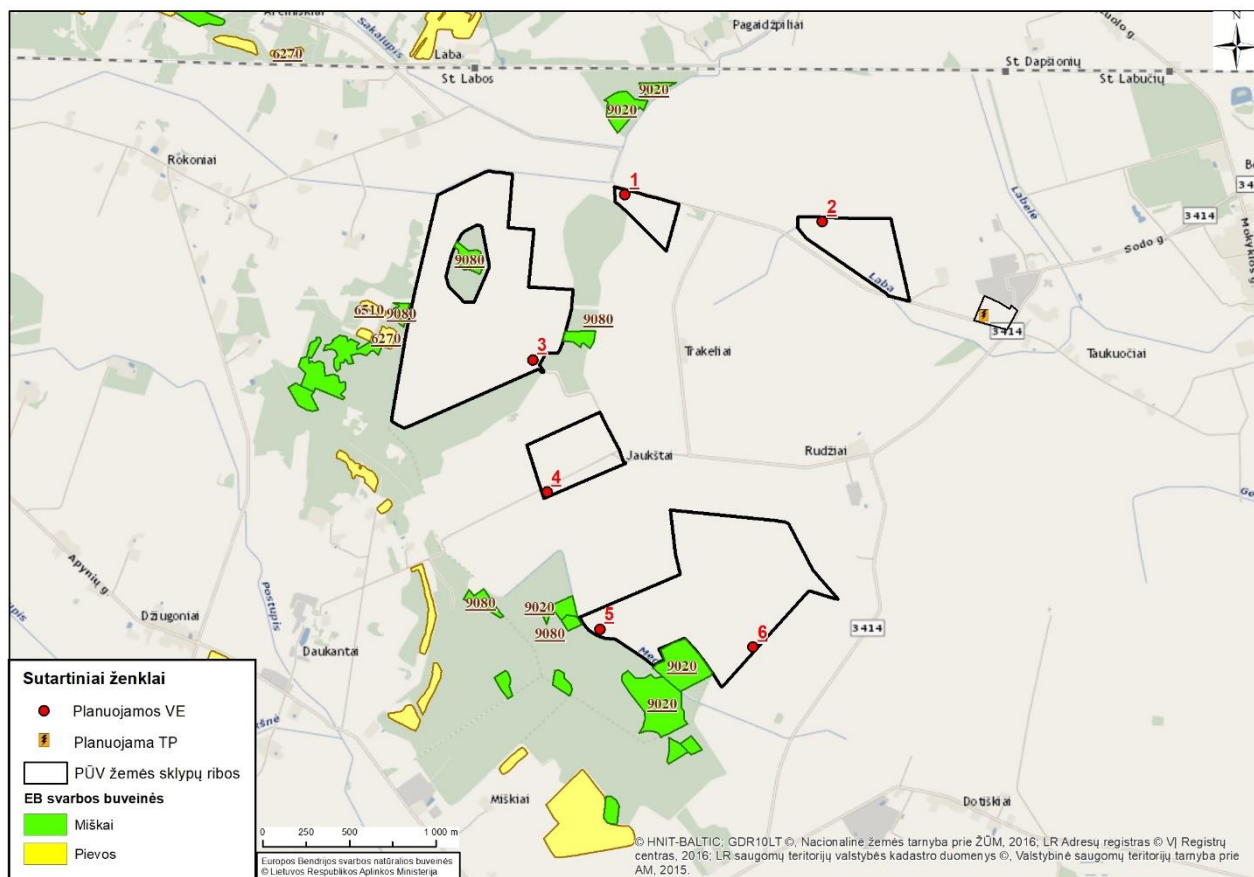 Pagaidžpiliai
Sakalupis
Laba
6270
St. Labos
St. Dapšionių
St. Labučių
9020
9020
Rokoniai
1
2
3414
Labelė
Sodo g.
Mokyklos g.
3414
9080
Laba
6510
9080
9080
6270
3
3414
Trakeliai
Taukuočiai
Jaukštai
Rudžiai
4
Apynių g.
Postupis
9080
9020
9080
5
3414
Džiugoniai
6
Daukantai
9020
9020
Sutartiniai ženklai
Planuojamos VE
Planuojama TP
PŪV žemės sklypų ribos
EB svarbos buveinės
Miškai
Pievos
Miškiai
Dotiškiai
0 250 500 1 000 m
Europos Bendrijos svarbos natūralios buveinės
© Lietuvos Respublikos Aplinkos Ministerija
© HNIT-BALTIC; GDR10LT ©, Nacionalinė žemės tarnyba prie ŽŪM, 2016; LR Adresų registras © VĮ Registrų
centras, 2016; LR saugomų teritorijų valstybės kadastro duomenys ©, Valstybinė saugomų teritorijų tarnyba prie
AM, 2015.